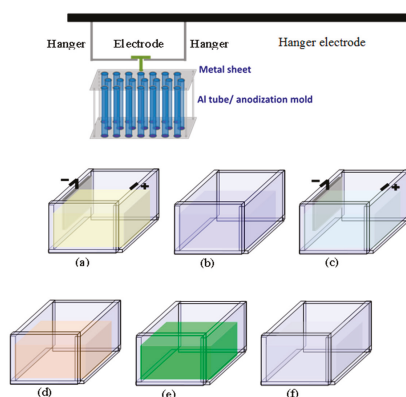 Hanger Electrode Hanger Hanger electrode
Metal sheet
Al tube/ anodization mold
- +
- +
(a) (b) (c)
(d) (e) (f)